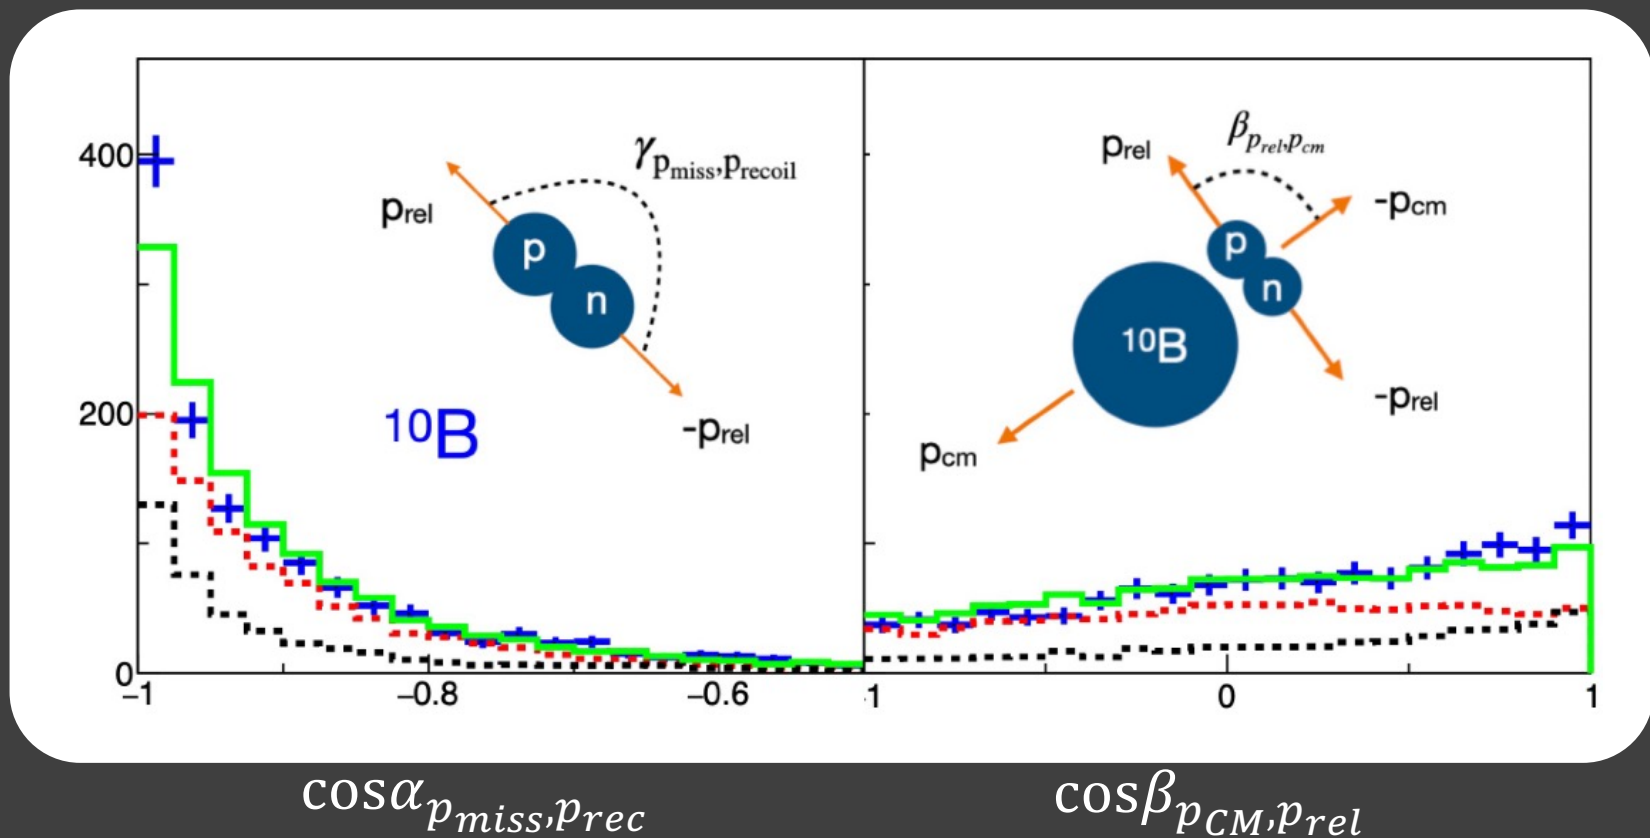 400
200
0
–1
–0.8
–0.6
γpmiss,precoil
prel
p
n
-prel
10B
βprel,pcm
prel
-pcm
p
n
10B
-prel
pcm
1
0
1
cosαpmiss,prec
cosβpCM,prel